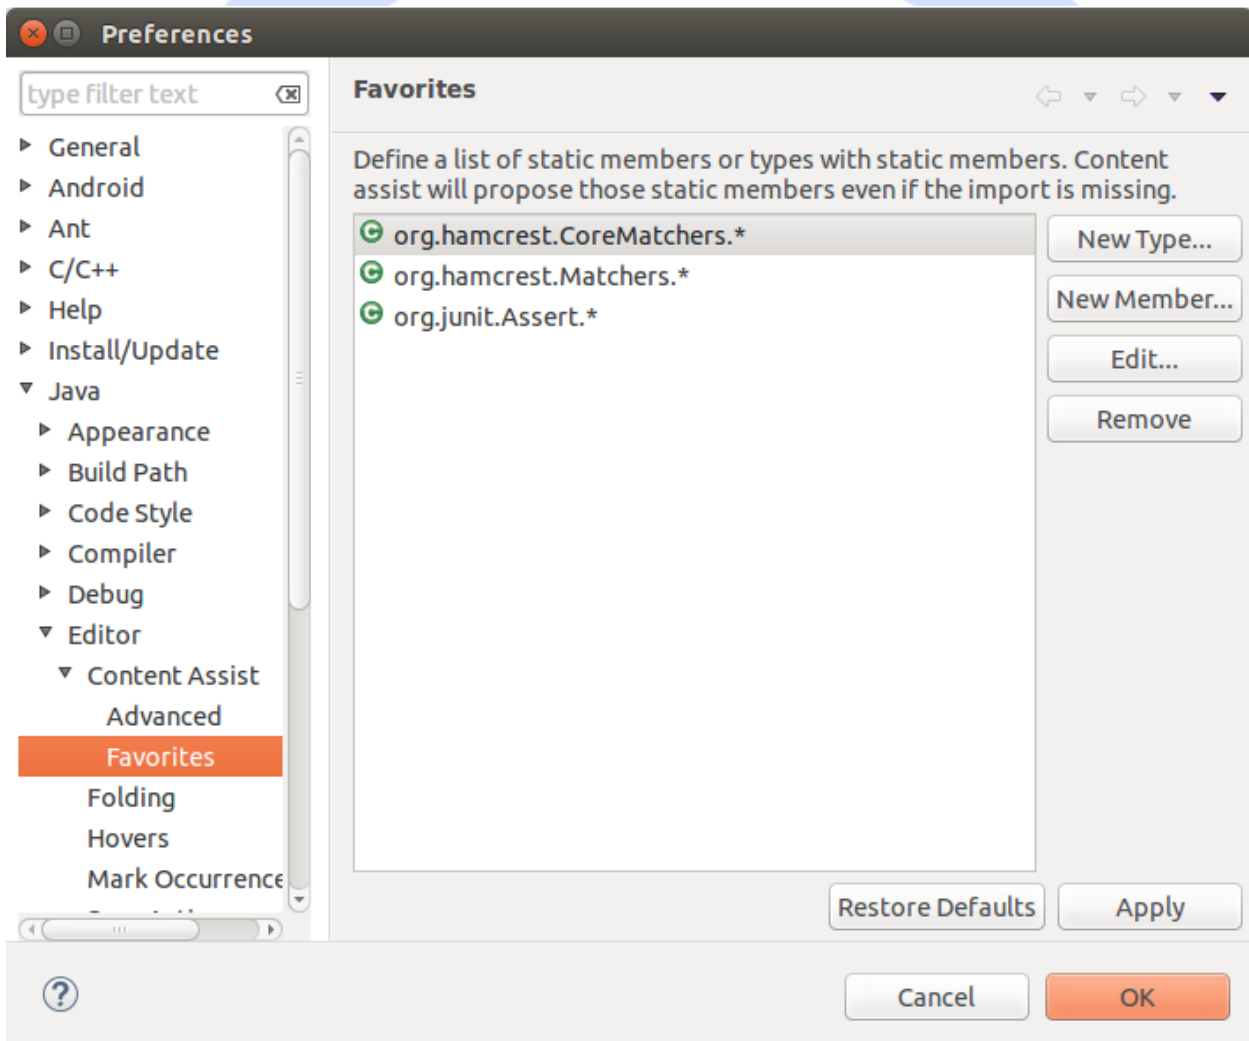 Preferences
type filter text
General
Android
Ant
C/C++
Help
Install/Update
Java
Appearance
Build Path
Code Style
Compiler
Debug
Editor
Content Assist
Advanced
Favorites
Folding
Hovers
Mark Occurrence
Favorites
Define a list of static members or types with static members. Content
assist will propose those static members even if the import is missing.
org.hamcrest.CoreMatchers.*
org.hamcrest.Matchers.*
org.junit.Assert.*
New Type...
New Member...
Edit...
Remove
Restore Defaults
Apply
Cancel
OK